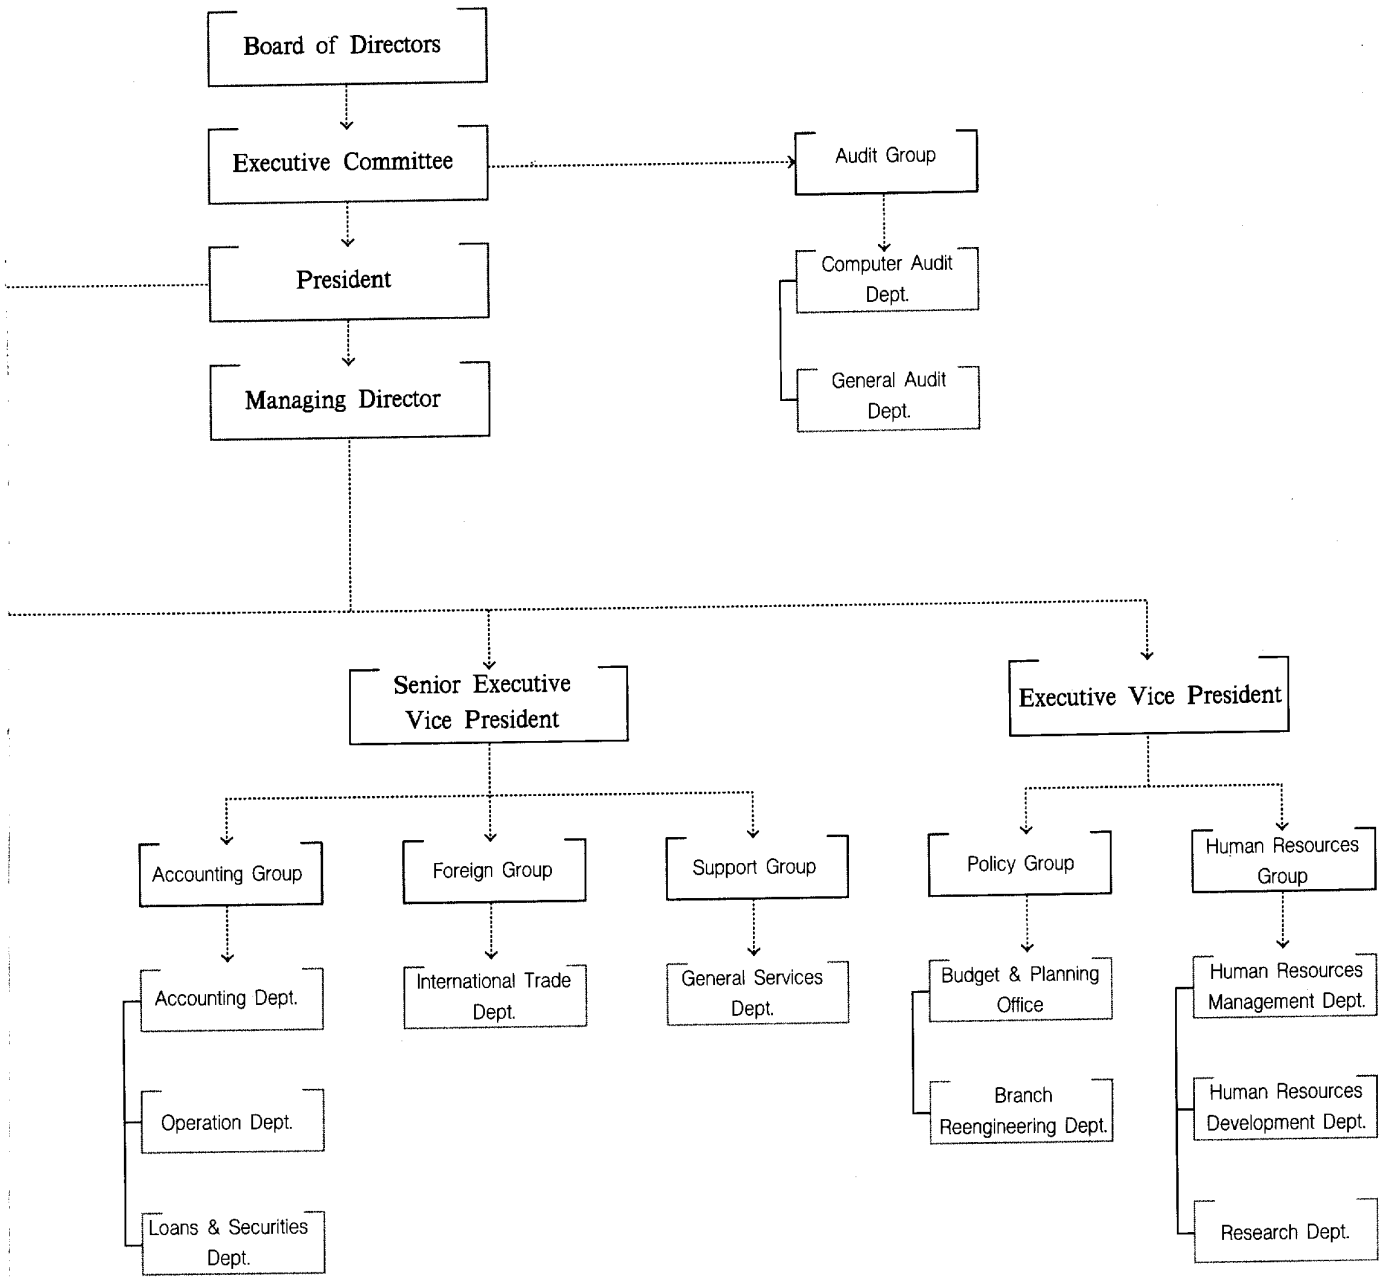 Board of Directors
Executive Committee
Audit Group
President
Computer Audit
Dept.
Managing Director
General Audit
Dept.
Senior Executive
Vice President
Executive Vice President
Accounting Group
Foreign Group
Support Group
Policy Group
Human Resources
Group
Accounting Dept.
International Trade
Dept.
General Services
Dept.
Budget & Planning
Office
Human Resources
Management Dept.
Operation Dept.
Branch
Reengineering Dept.
Human Resources
Development Dept.
Loans & Securities
Dept.
Research Dept.